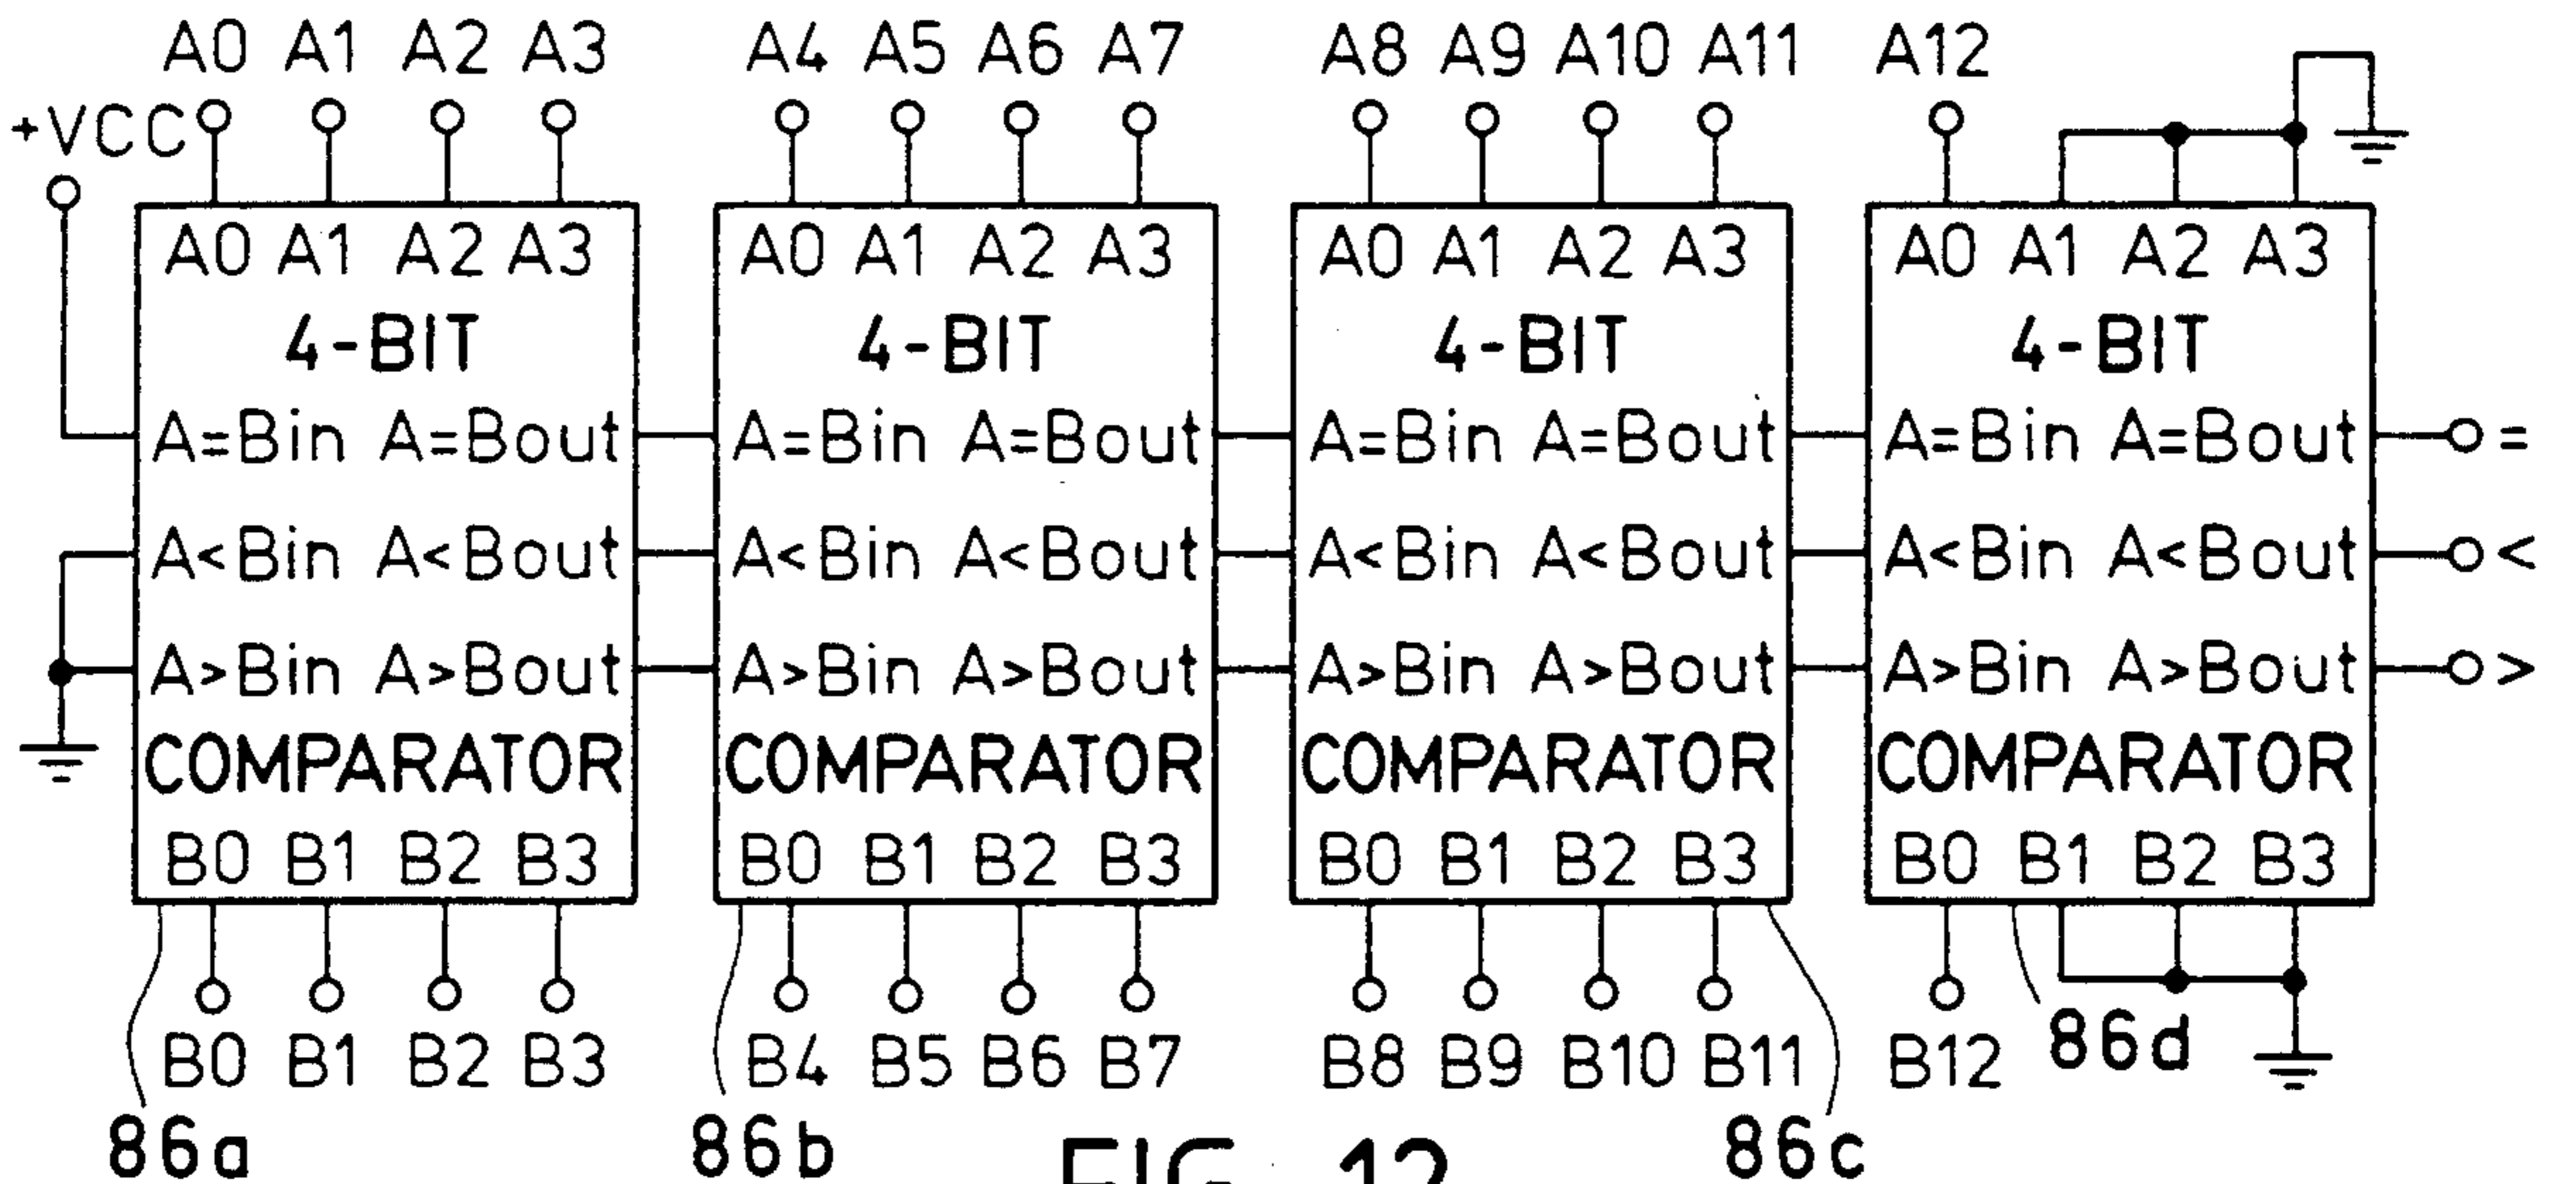 A0 A1 A2 A3 A4 A5 A6 A7 A8 A9 A10 A11 A12
+VCC
A0 A1 A2 A3 A0 A1 A2 A3 A0 A1 A2 A3 A0 A1 A2 A3
4-BIT 4-BIT 4-BIT 4-BIT
A=Bin A=Bout A=Bin A=Bout A=Bin A=Bout A=Bin A=Bout =
A<Bin A<Bout A<Bin A<Bout A<Bin A<Bout A<Bin A<Bout <
A>Bin A>Bout A>Bin A>Bout A>Bin A>Bout A>Bin A>Bout >
COMPARATOR COMPARATOR COMPARATOR COMPARATOR
B0 B1 B2 B3 B0 B1 B2 B3 B0 B1 B2 B3 B0 B1 B2 B3
B0 B1 B2 B3 B4 B5 B6 B7 B8 B9 B10 B11 B12 86d
86a 86b FIG. 12 86c